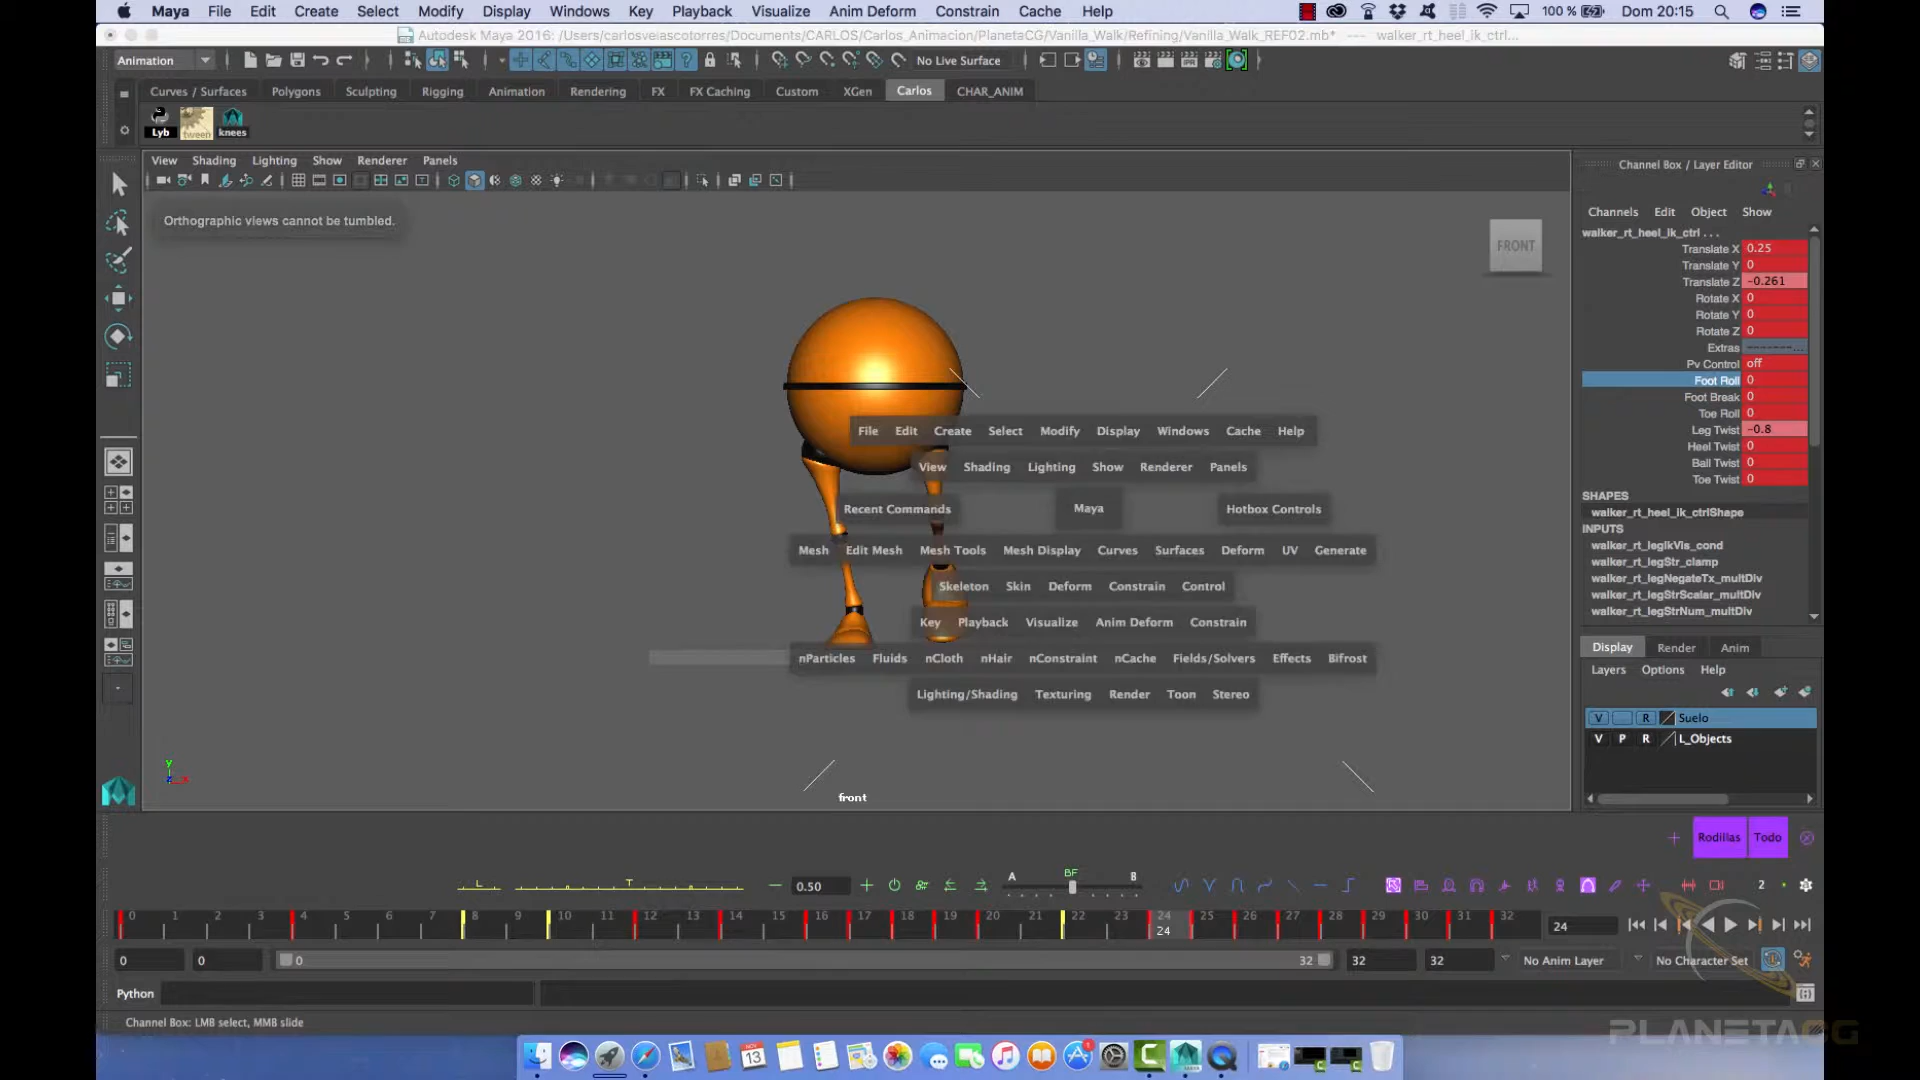 Maya File Edit Create Select Modify Display Windows Key Playback Visualize Anim Deform Constrain Cache Help 100 % Dom 20:15
Autodesk Maya 2016: /Users/carlosvelascotorres/Documents/CARLOS/Carlos_Animacion/PlanetaCG/Vanilla_Walk/Refining/Vanilla_Walk_REF02.mb* --- walker_rt_heel_ik_ctrl...
Animation No Live Surface
Curves / Surfaces Polygons Sculpting Rigging Animation Rendering FX FX Caching Custom XGen Carlos CHAR_ANIM
Lyb tween knees
View Shading Lighting Show Renderer Panels
Orthographic views cannot be tumbled.
FRONT
File Edit Create Select Modify Display Windows Cache Help
View Shading Lighting Show Renderer Panels
Recent Commands Maya Hotbox Controls
Mesh Edit Mesh Mesh Tools Mesh Display Curves Surfaces Deform UV Generate
Skeleton Skin Deform Constrain Control
Key Playback Visualize Anim Deform Constrain
nParticles Fluids nCloth nHair nConstraint nCache Fields/Solvers Effects Bifrost
Lighting/Shading Texturing Render Toon Stereo
y
x
front
Channel Box / Layer Editor
Channels Edit Object Show
walker_rt_heel_ik_ctrl . . .
Translate X 0.25
Translate Y 0
Translate Z -0.261
Rotate X 0
Rotate Y 0
Rotate Z 0
Extras -------...
Pv Control off
Foot Roll 0
Foot Break 0
Toe Roll 0
Leg Twist -0.8
Heel Twist 0
Ball Twist 0
Toe Twist 0
SHAPES
walker_rt_heel_ik_ctrlShape
INPUTS
walker_rt_legIkVis_cond
walker_rt_legStr_clamp
walker_rt_legNegateTx_multDiv
walker_rt_legStrScalar_multDiv
walker_rt_legStrNum_multDiv
Display Render Anim
Layers Options Help
V R Suelo
V P R L_Objects
Rodillas Todo
L T 0.50 A BF B 2
0 1 2 3 4 5 6 7 8 9 10 11 12 13 14 15 16 17 18 19 20 21 22 23 24 25 26 27 28 29 30 31 32
24 24
0 0 0 32 32 32 No Anim Layer No Character Set
Python
Channel Box: LMB select, MMB slide
PLANETACG
NOV 13 1